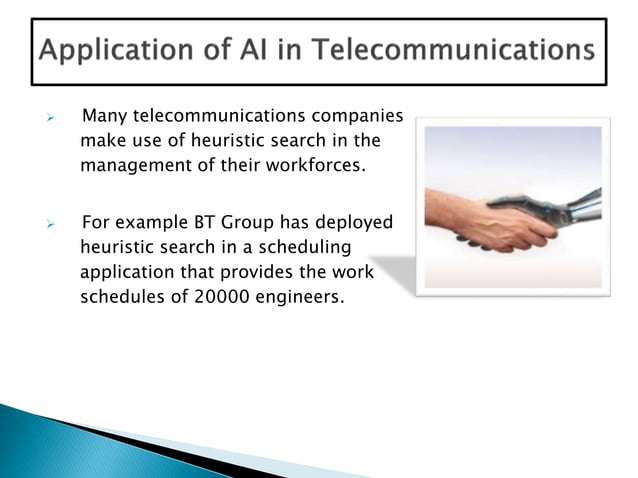 Application of AI in Telecommunications
Many telecommunications companies
make use of heuristic search in the
management of their workforces.
For example BT Group has deployed
heuristic search in a scheduling
application that provides the work
schedules of 20000 engineers.